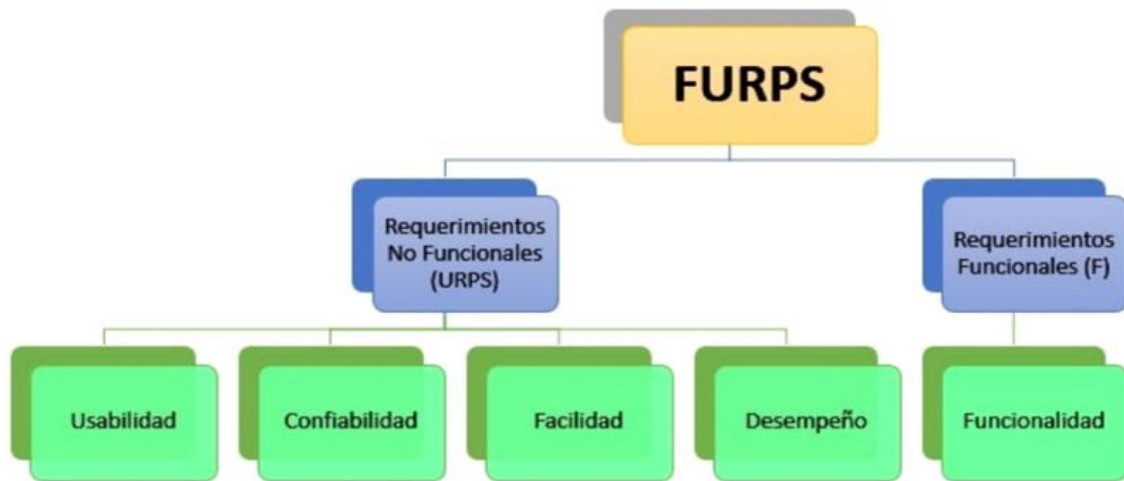 FURPS
Requerimientos
No Funcionales
(URPS)
Requerimientos
Funcionales (F)
Usabilidad
Confiabilidad
Facilidad
Desempeño
Funcionalidad